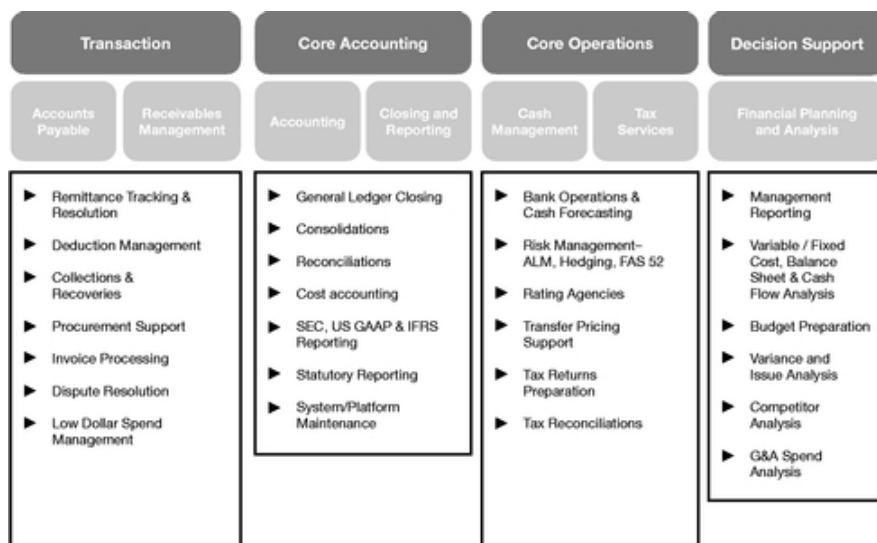 Transaction
Core Accounting
Core Operations
Decision Support
Accounts
Payable
Receivables
Management
Accounting
Closing and
Reporting
Cash
Management
Tax
Services
Financial Planning
and Analysis
Remittance Tracking &
Resolution
Deduction Management
Collections &
Recoveries
Procurement Support
Invoice Processing
Dispute Resolution
Low Dollar Spend
Management
General Ledger Closing
Consolidations
Reconciliations
Cost accounting
SEC, US GAAP & IFRS
Reporting
Statutory Reporting
System/Platform
Maintenance
Bank Operations &
Cash Forecasting
Risk Management–
ALM, Hedging, FAS 52
Rating Agencies
Transfer Pricing
Support
Tax Returns
Preparation
Tax Reconciliations
Management
Reporting
Variable / Fixed
Cost, Balance
Sheet & Cash
Flow Analysis
Budget Preparation
Variance and
Issue Analysis
Competitor
Analysis
G&A Spend
Analysis